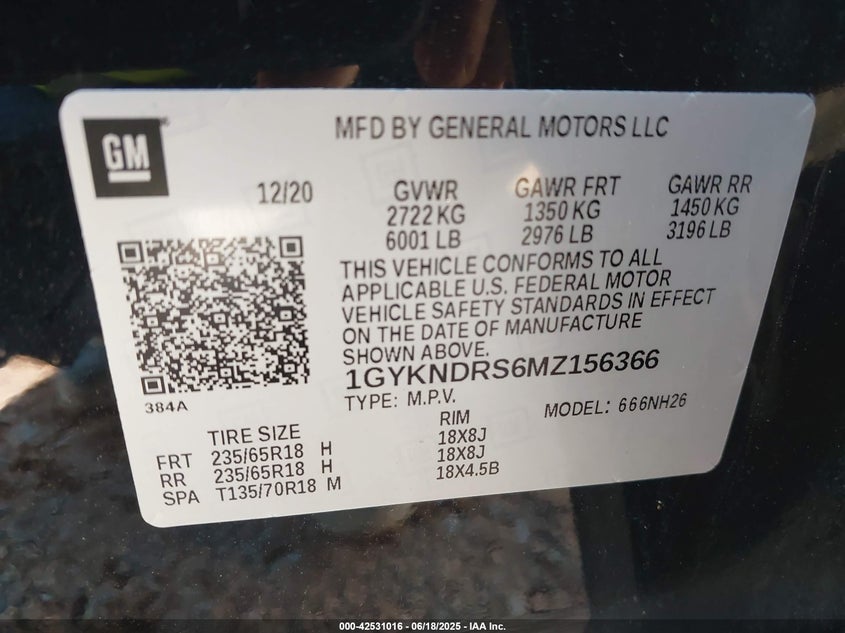 GM
MFD BY GENERAL MOTORS LLC
12/20
GVWR GAWR FRT GAWR RR
2722 KG 1350 KG 1450 KG
6001 LB 2976 LB 3196 LB
THIS VEHICLE CONFORMS TO ALL
APPLICABLE U.S. FEDERAL MOTOR
VEHICLE SAFETY STANDARDS IN EFFECT
ON THE DATE OF MANUFACTURE
SHOWN ABOVE.
1GYKNDRS6MZ156366
384A
TYPE: M.P.V. MODEL: 666NH26
TIRE SIZE RIM
FRT 235/65R18 H 18X8J
RR 235/65R18 H 18X8J
SPA T135/70R18 M 18X4.5B
000-42531016 - 06/18/2025 - IAA Inc.